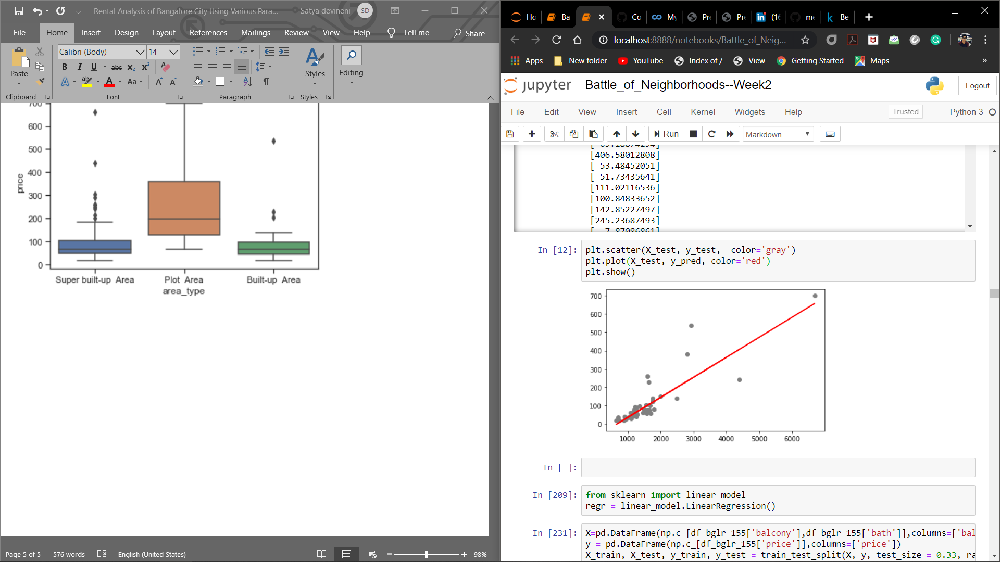 Rental Analysis of Bangalore City Using Various Para...
Satya devineni
SD
File Home Insert Design Layout References Mailings Review View Help Tell me Share
Calibri (Body) 14
Paste
Styles
Editing
Clipboard Font Paragraph Styles
700
600
500
400
300
200
100
0
price
Super built-up Area Plot Area Built-up Area
area_type
Page 5 of 5 576 words English (United States) 98%
Ho Ba Co My Pre Pre (16 me Be
localhost:8888/notebooks/Battle_of_Neig...
Apps New folder YouTube Index of / View Getting Started Maps »
jupyter Battle_of_Neighborhoods--Week2 Logout
File Edit View Insert Cell Kernel Widgets Help Trusted Python 3
Run Markdown
[406.58012808]
[ 53.48452051]
[ 51.73435641]
[111.02116536]
[100.84833652]
[142.85227497]
[245.23687493]
[ 7.87086861]
In [12]: plt.scatter(X_test, y_test,  color='gray')
plt.plot(X_test, y_pred, color='red')
plt.show()
700
600
500
400
300
200
100
0
1000 2000 3000 4000 5000 6000
In [ ]:
In [209]: from sklearn import linear_model
regr = linear_model.LinearRegression()
In [231]: X=pd.DataFrame(np.c_[df_bglr_155['balcony'],df_bglr_155['bath']],columns=['bal
y = pd.DataFrame(np.c_[df_bglr_155['price']],columns=['price'])
X_train, X_test, y_train, y_test = train_test_split(X, y, test_size = 0.33, ra